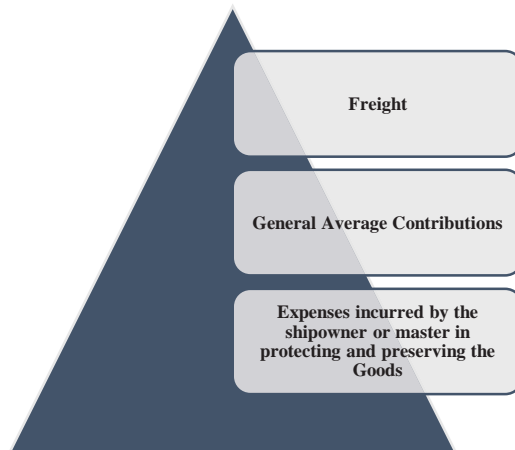 Freight
General Average Contributions
Expenses incurred by the
shipowner or master in
protecting and preserving the
Goods